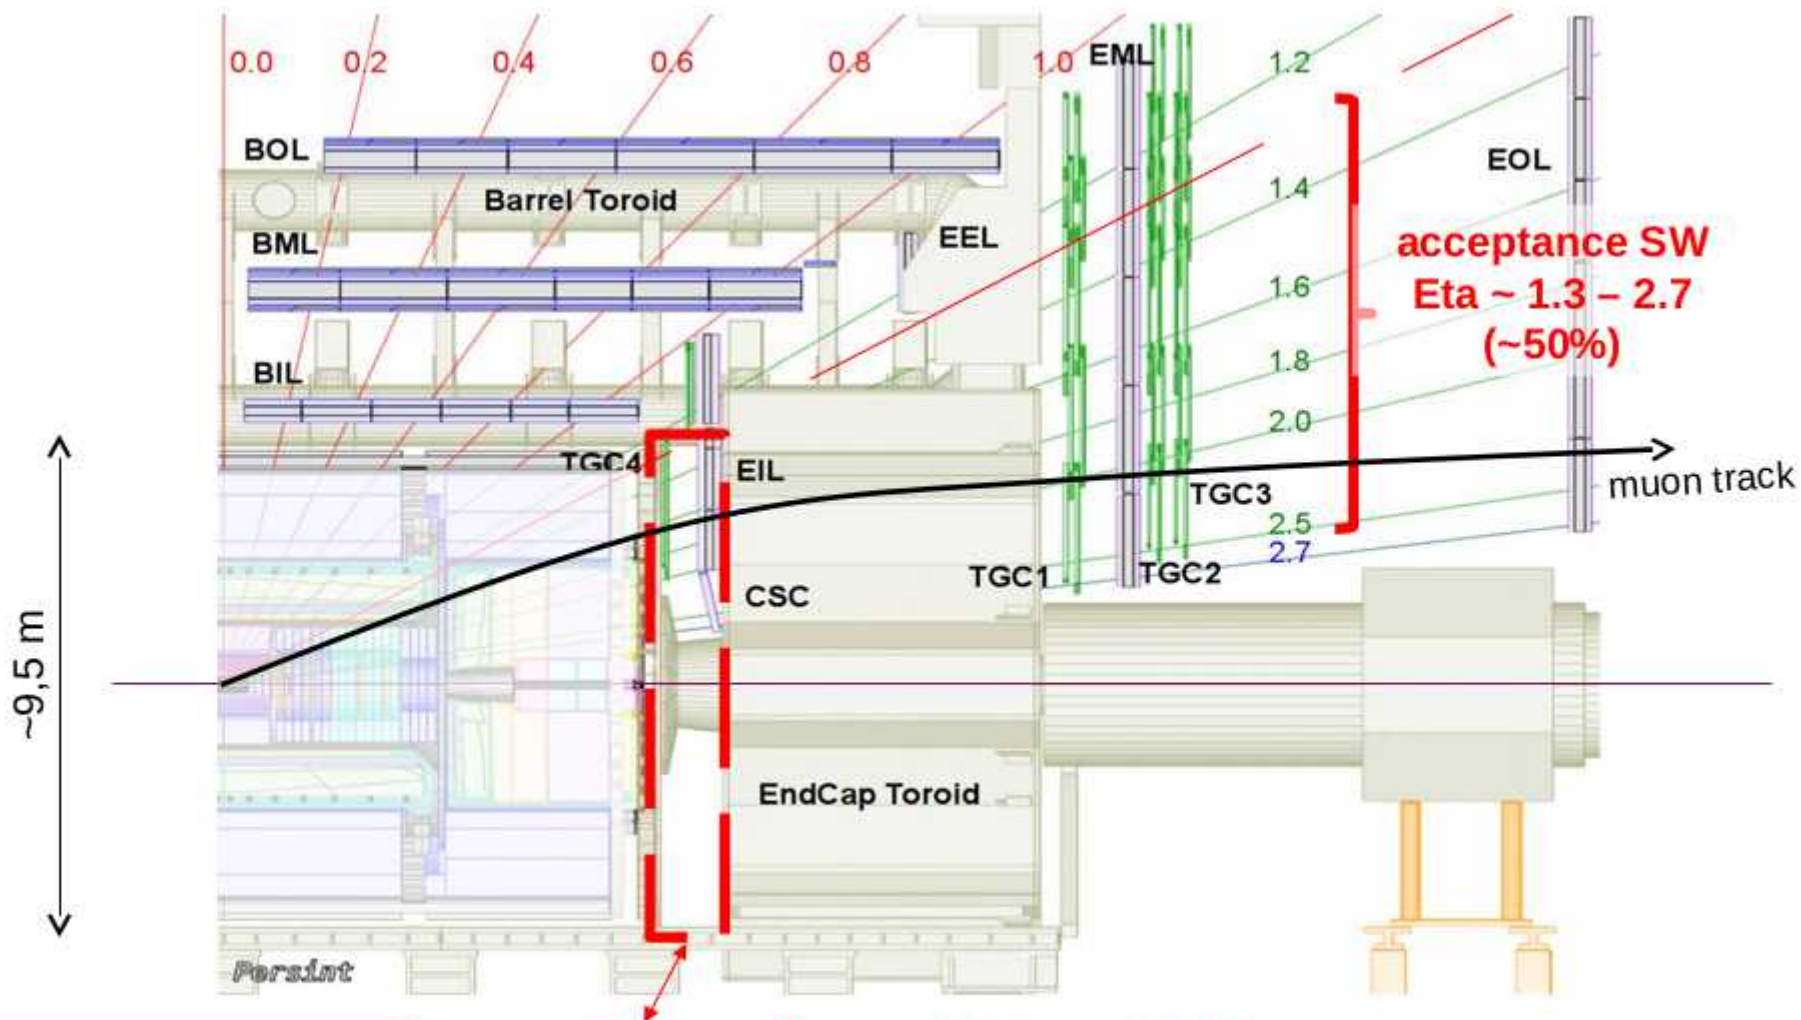 0.0 0.2 0.4 0.6 0.8 1.0 EML 1.2
BOL
EOL
1.4
Barrel Toroid
BML
EEL
acceptance SW
1.6
Eta ~ 1.3 – 2.7
(~50%)
1.8
BIL
2.0
TGC4
EIL
muon track
TGC3
2.5
2.7
TGC1
TGC2
CSC
~9,5 m
EndCap Toroid
Persint